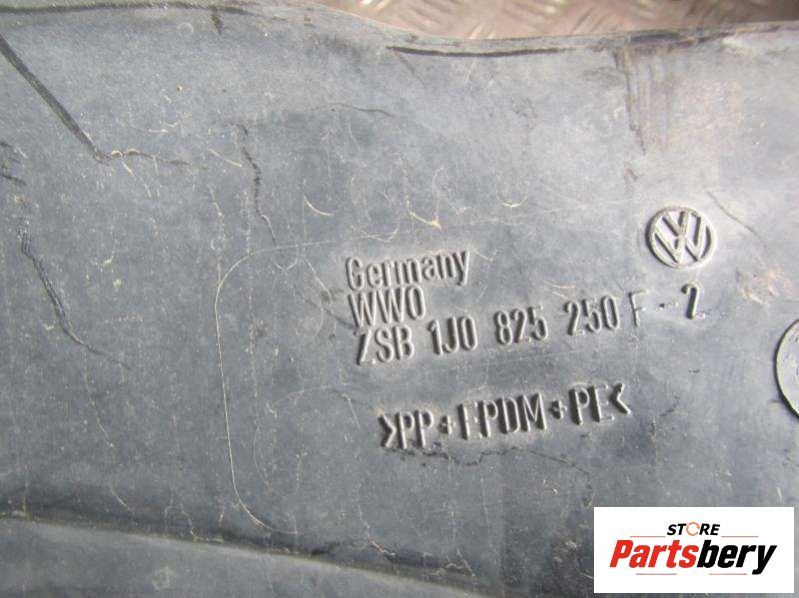 Germany
WWO
ZSB 1J0 825 250 F - 2
>PP+EPDM+PE<
STORE
Partsbery